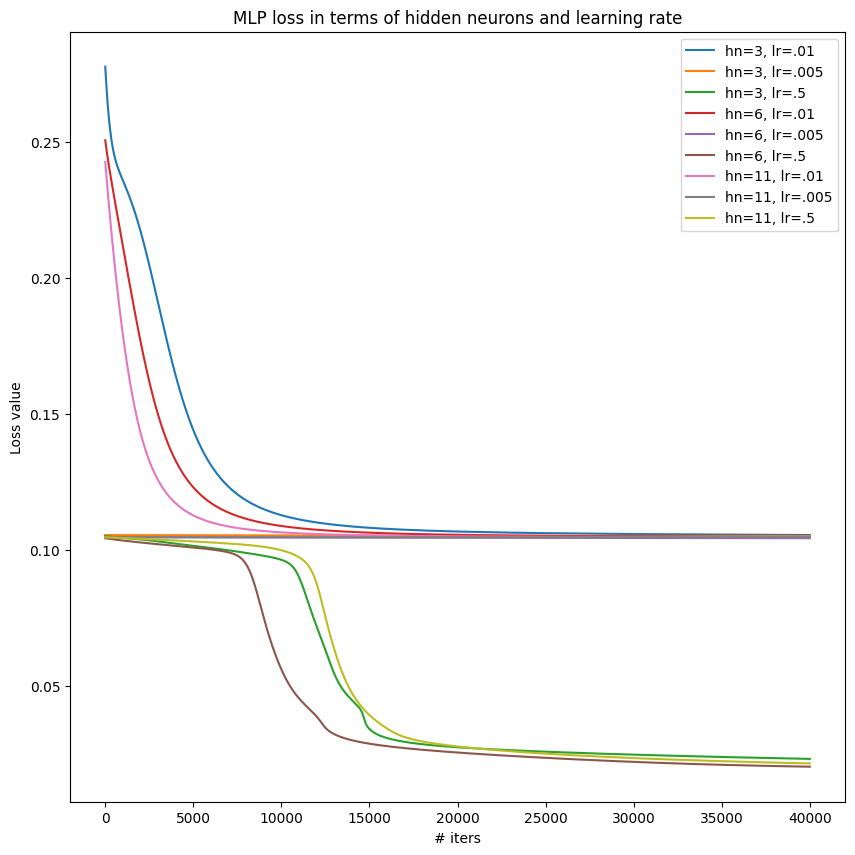 MLP loss in terms of hidden neurons and learning rate
hn=3, lr=.01
hn=3, lr=.005
hn=3, lr=.5
hn=6, lr=.01
hn=6, lr=.005
hn=6, lr=.5
hn=11, lr=.01
hn=11, lr=.005
hn=11, lr=.5
Loss value
0.25
0.20
0.15
0.10
0.05
0 5000 10000 15000 20000 25000 30000 35000 40000
# iters